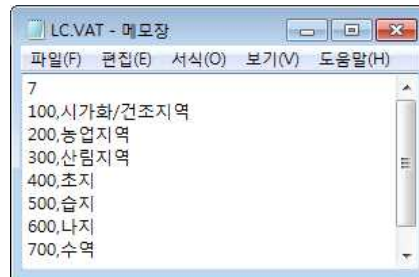 LC.VAT - 메모장
파일(F) 편집(E) 서식(O) 보기(V) 도움말(H)
7
100,시가화/건조지역
200,농업지역
300,산림지역
400,초지
500,습지
600,나지
700,수역